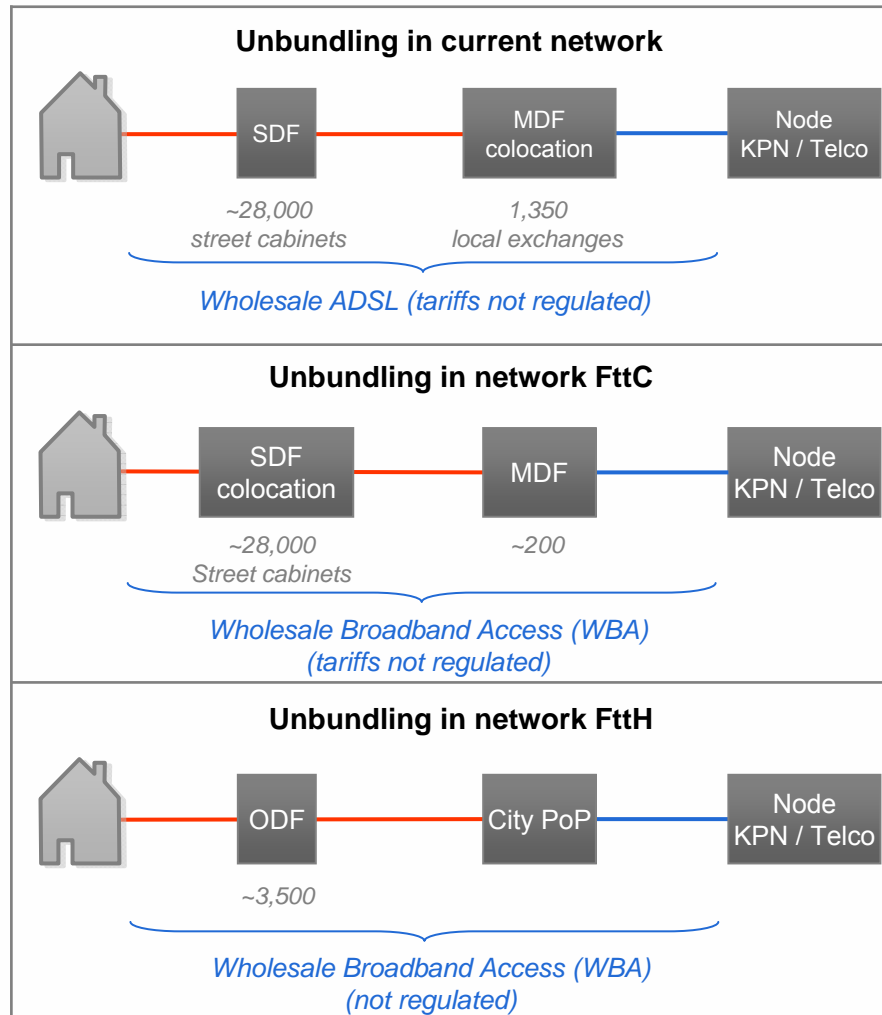 Unbundling in current network
SDF
MDF
colocation
Node
KPN / Telco
~28,000
street cabinets
1,350
local exchanges
Wholesale ADSL (tariffs not regulated)
Unbundling in network FttC
SDF
colocation
MDF
Node
KPN / Telco
~28,000
Street cabinets
~200
Wholesale Broadband Access (WBA)
(tariffs not regulated)
Unbundling in network FttH
ODF
City PoP
Node
KPN / Telco
~3,500
Wholesale Broadband Access (WBA)
(not regulated)